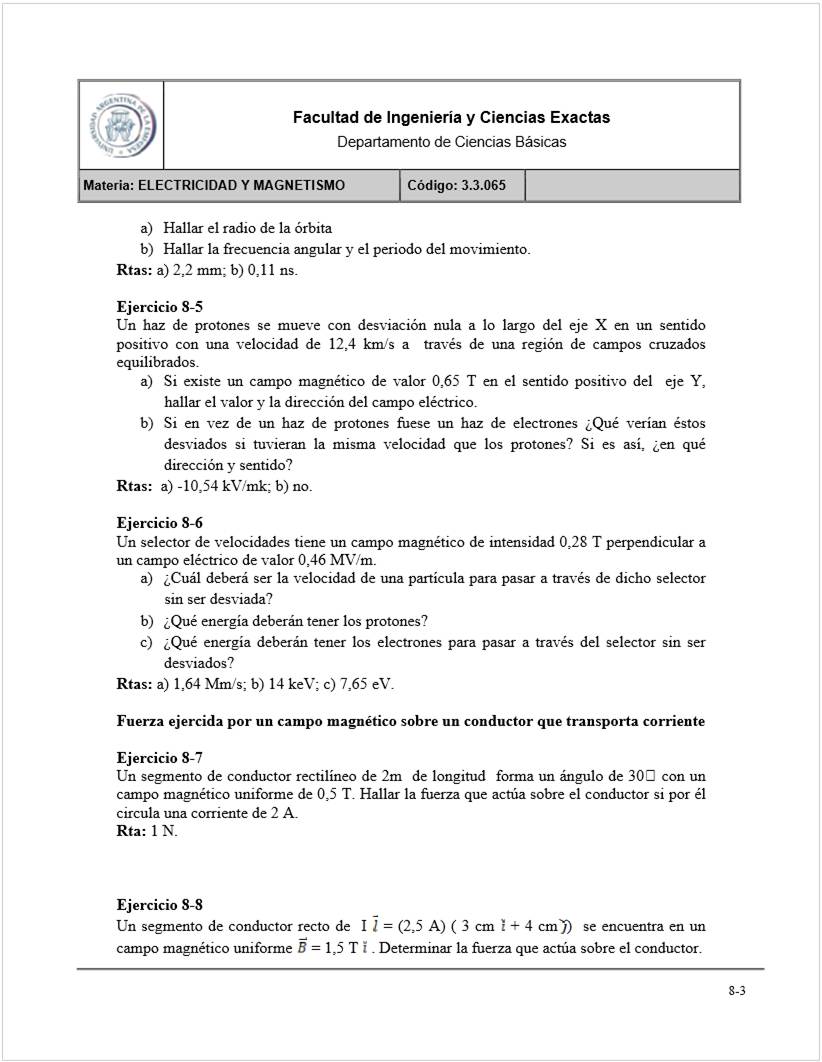 UNIVERSIDAD ARGENTINA DE LA EMPRESA
Facultad de Ingeniería y Ciencias Exactas
Departamento de Ciencias Básicas
Materia: ELECTRICIDAD Y MAGNETISMO Código: 3.3.065
a) Hallar el radio de la órbita
b) Hallar la frecuencia angular y el periodo del movimiento.
Rtas: a) 2,2 mm; b) 0,11 ns.
Ejercicio 8-5
Un haz de protones se mueve con desviación nula a lo largo del eje X en un sentido
positivo con una velocidad de 12,4 km/s a través de una región de campos cruzados
equilibrados.
a) Si existe un campo magnético de valor 0,65 T en el sentido positivo del eje Y,
hallar el valor y la dirección del campo eléctrico.
b) Si en vez de un haz de protones fuese un haz de electrones ¿Qué verían éstos
desviados si tuvieran la misma velocidad que los protones? Si es así, ¿en qué
dirección y sentido?
Rtas: a) -10,54 kV/mk; b) no.
Ejercicio 8-6
Un selector de velocidades tiene un campo magnético de intensidad 0,28 T perpendicular a
un campo eléctrico de valor 0,46 MV/m.
a) ¿Cuál deberá ser la velocidad de una partícula para pasar a través de dicho selector
sin ser desviada?
b) ¿Qué energía deberán tener los protones?
c) ¿Qué energía deberán tener los electrones para pasar a través del selector sin ser
desviados?
Rtas: a) 1,64 Mm/s; b) 14 keV; c) 7,65 eV.
Fuerza ejercida por un campo magnético sobre un conductor que transporta corriente
Ejercicio 8-7
Un segmento de conductor rectilíneo de 2m de longitud forma un ángulo de 30□ con un
campo magnético uniforme de 0,5 T. Hallar la fuerza que actúa sobre el conductor si por él
circula una corriente de 2 A.
Rta: 1 N.
Ejercicio 8-8
Un segmento de conductor recto de I l⃗ = (2,5 A) ( 3 cm ĭ + 4 cm j̆) se encuentra en un
campo magnético uniforme B⃗ = 1,5 T ĭ . Determinar la fuerza que actúa sobre el conductor.
8-3